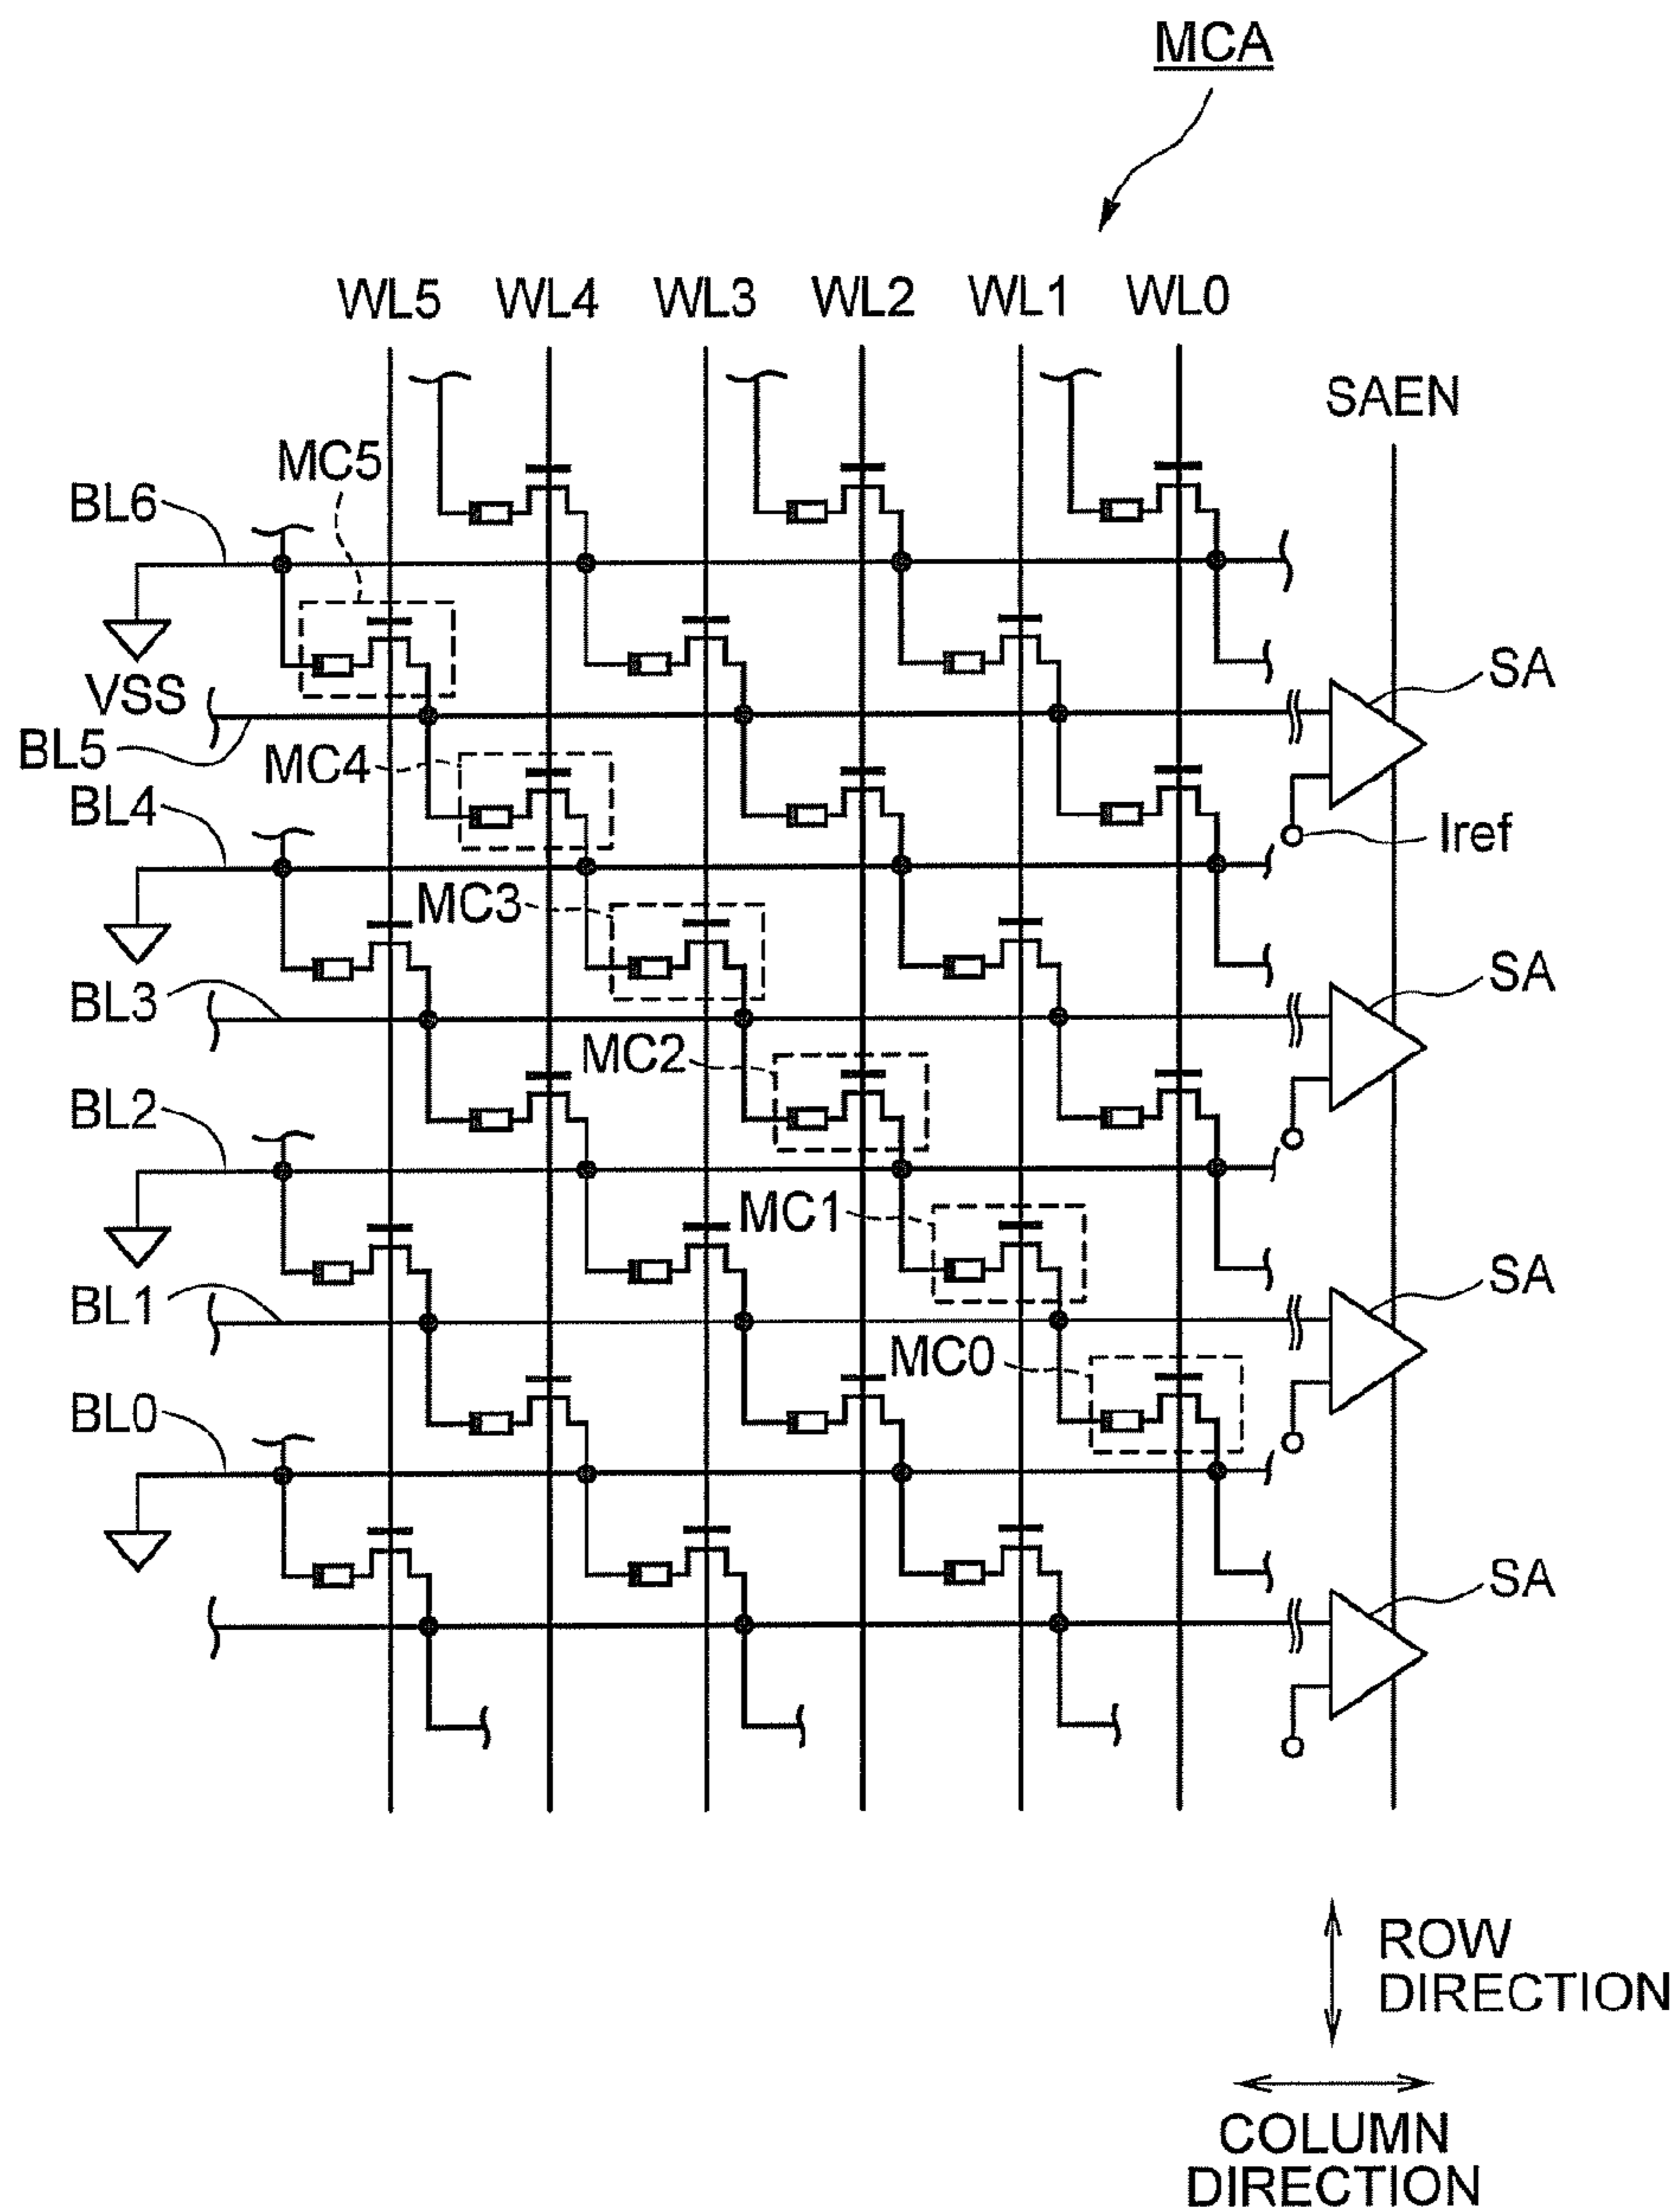 MCA
WL5 WL4 WL3 WL2 WL1 WL0
SAEN
MC5
BL6
SA
VSS
BL5
MC4
BL4
Iref
MC3
SA
BL3
MC2
BL2
MC1
SA
BL1
MC0
BL0
SA
ROW
DIRECTION
COLUMN
DIRECTION